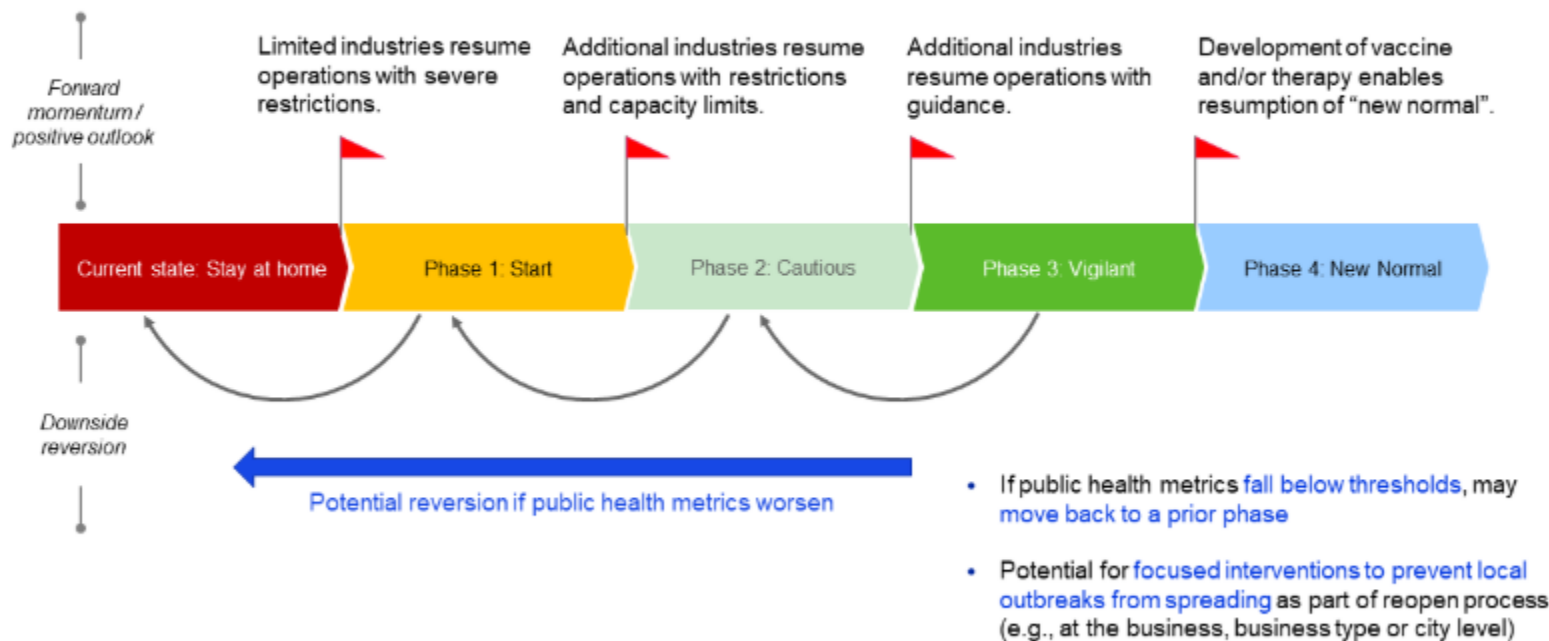 Forward
momentum /
positive outlook
Limited industries resume
operations with severe
restrictions.
Additional industries resume
operations with restrictions
and capacity limits.
Additional industries
resume operations with
guidance.
Development of vaccine
and/or therapy enables
resumption of “new normal”.
Current state: Stay at home
Phase 1: Start
Phase 2: Cautious
Phase 3: Vigilant
Phase 4: New Normal
Downside
reversion
Potential reversion if public health metrics worsen
• If public health metrics fall below thresholds, may
move back to a prior phase
• Potential for focused interventions to prevent local
outbreaks from spreading as part of reopen process
(e.g., at the business, business type or city level)